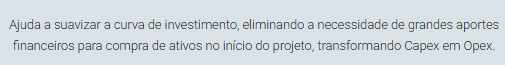 Ajuda a suavizar a curva de investimento, eliminando a necessidade de grandes aportes
financeiros para compra de ativos no início do projeto, transformando Capex em Opex.